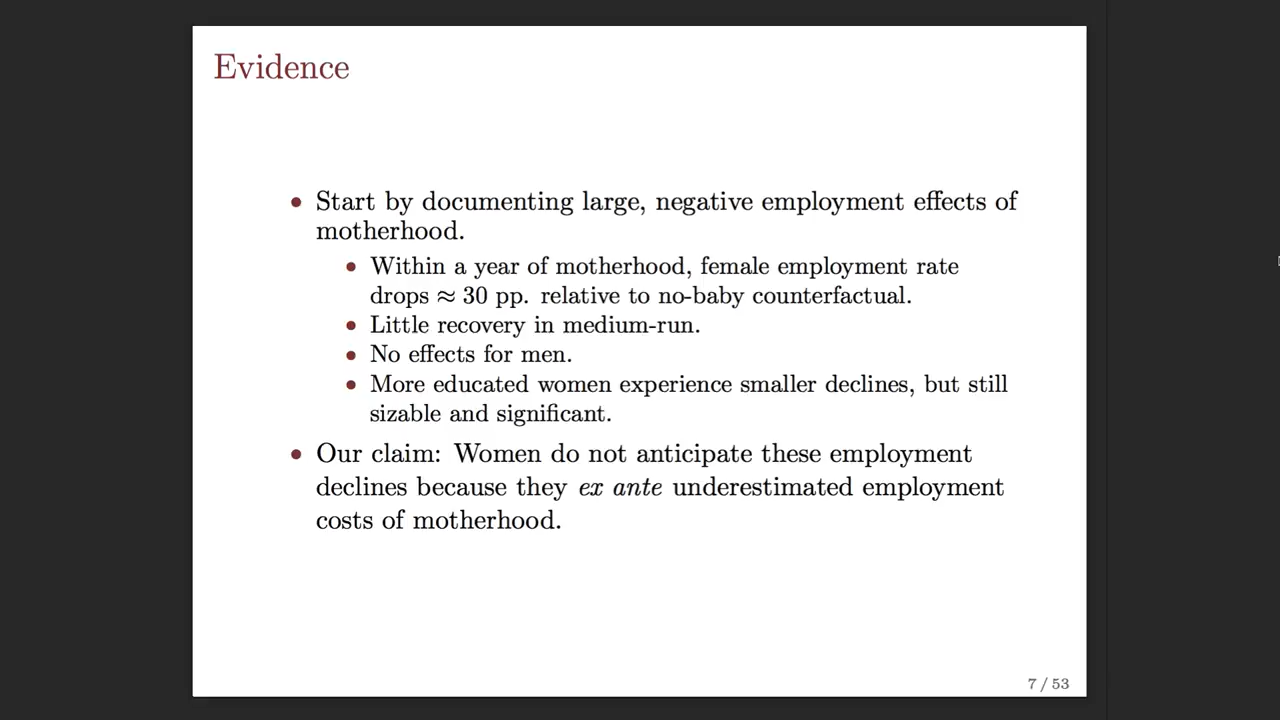 Evidence
• Start by documenting large, negative employment effects of
motherhood.
• Within a year of motherhood, female employment rate
drops ≈ 30 pp. relative to no-baby counterfactual.
• Little recovery in medium-run.
• No effects for men.
• More educated women experience smaller declines, but still
sizable and significant.
• Our claim: Women do not anticipate these employment
declines because they ex ante underestimated employment
costs of motherhood.
7 / 53